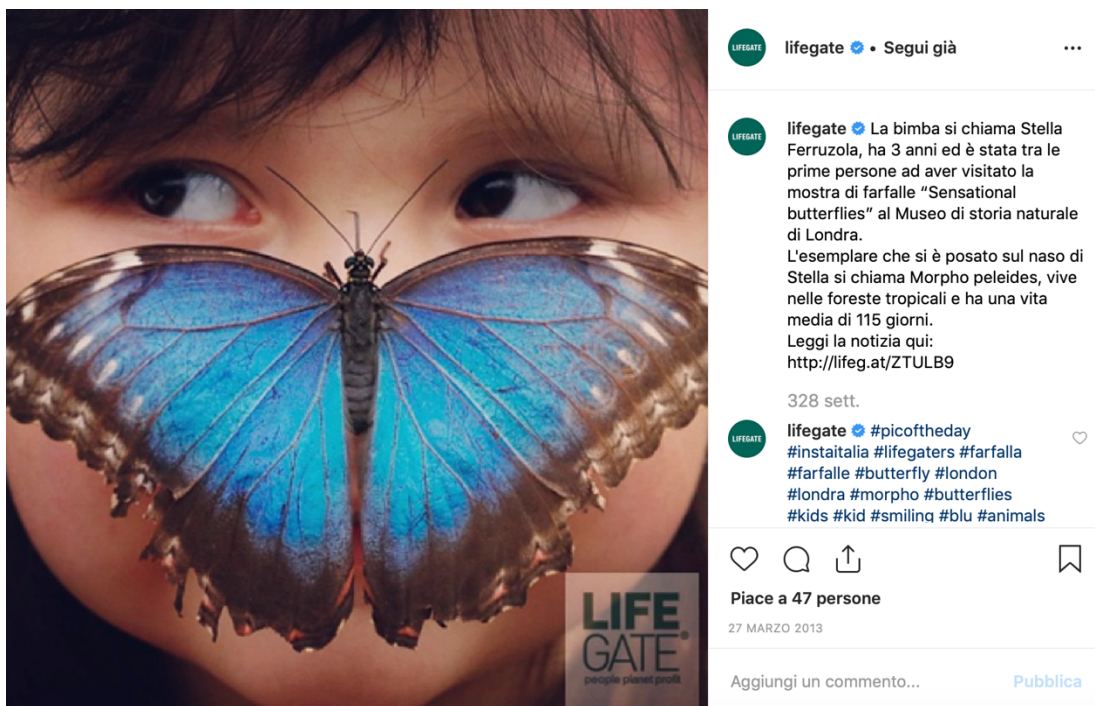 LIFE
GATE®
people planet profit
LIFEGATE
lifegate • Segui già
LIFEGATE
lifegate La bimba si chiama Stella
Ferruzola, ha 3 anni ed è stata tra le
prime persone ad aver visitato la
mostra di farfalle “Sensational
butterflies” al Museo di storia naturale
di Londra.
L'esemplare che si è posato sul naso di
Stella si chiama Morpho peleides, vive
nelle foreste tropicali e ha una vita
media di 115 giorni.
Leggi la notizia qui:
http://lifeg.at/ZTULB9
328 sett.
LIFEGATE
lifegate #picoftheday
#instaitalia #lifegaters #farfalla
#farfalle #butterfly #london
#londra #morpho #butterflies
#kids #kid #smiling #blu #animals
Piace a 47 persone
27 MARZO 2013
Aggiungi un commento... Pubblica